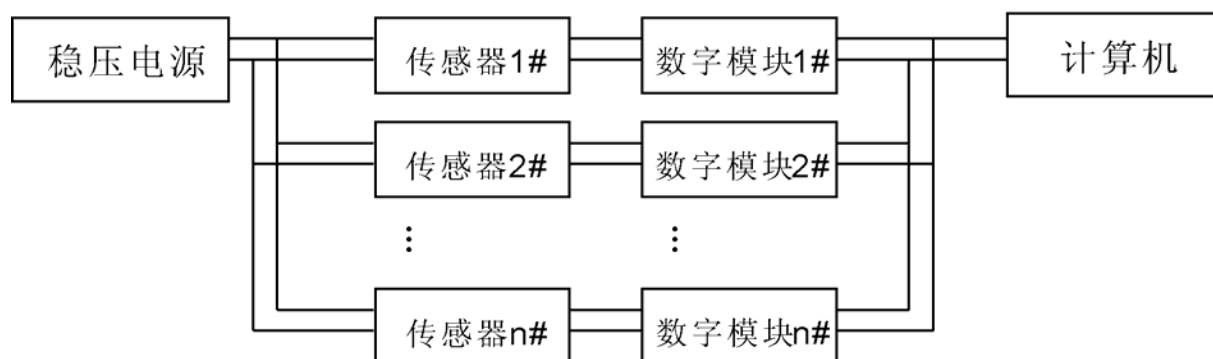 稳压电源 传感器1# 数字模块1# 计算机
传感器2# 数字模块2#
⋮ ⋮
传感器n# 数字模块n#